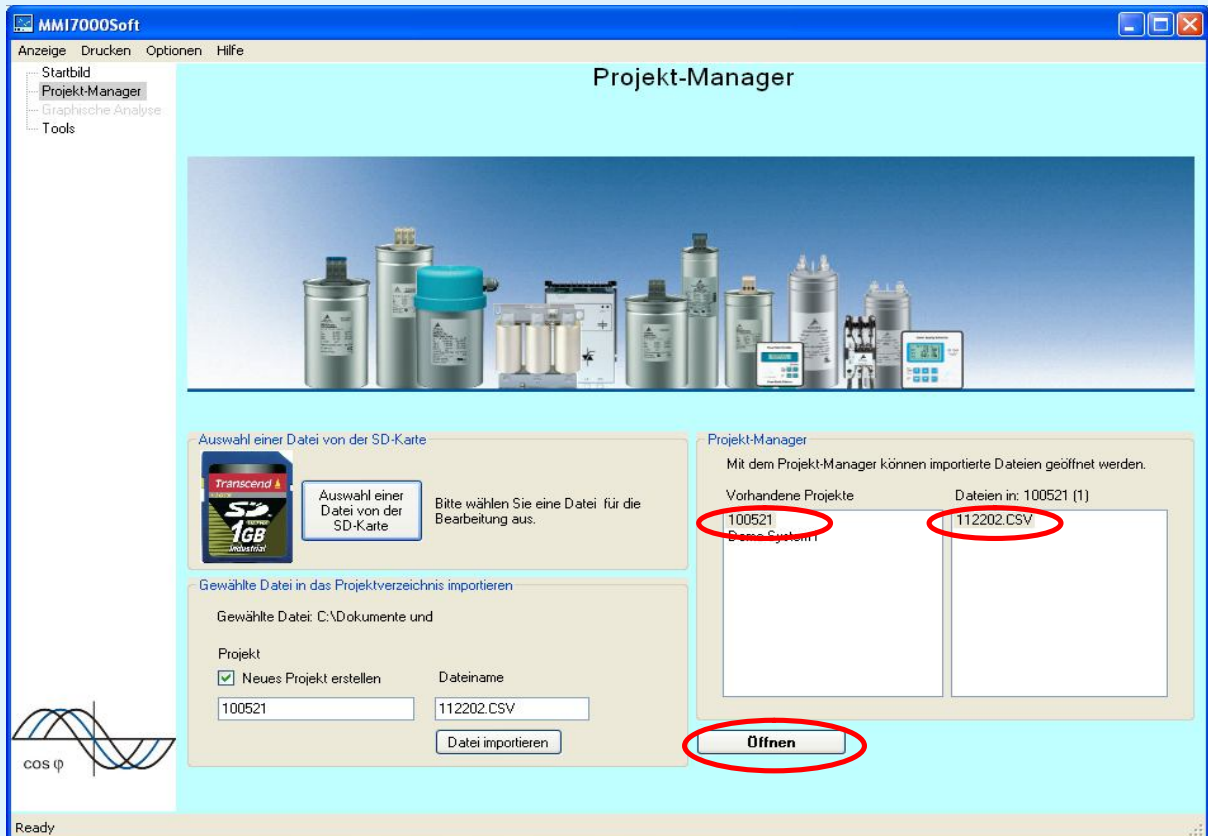 MMI7000Soft
Anzeige Drucken Optionen Hilfe
Startbild
Projekt-Manager
Graphische Analyse
Tools
Projekt-Manager
Auswahl einer Datei von der SD-Karte
Transcend
SD
1GB
Industrial
Auswahl einer
Datei von der
SD-Karte
Bitte wählen Sie eine Datei für die
Bearbeitung aus.
Gewählte Datei in das Projektverzeichnis importieren
Gewählte Datei: C:\Dokumente und
Projekt
Neues Projekt erstellen
Dateiname
100521
112202.CSV
Datei importieren
Projekt-Manager
Mit dem Projekt-Manager können importierte Dateien geöffnet werden.
Vorhandene Projekte
Dateien in: 100521 (1)
100521
Demo System I
112202.CSV
Öffnen
cos φ
Ready